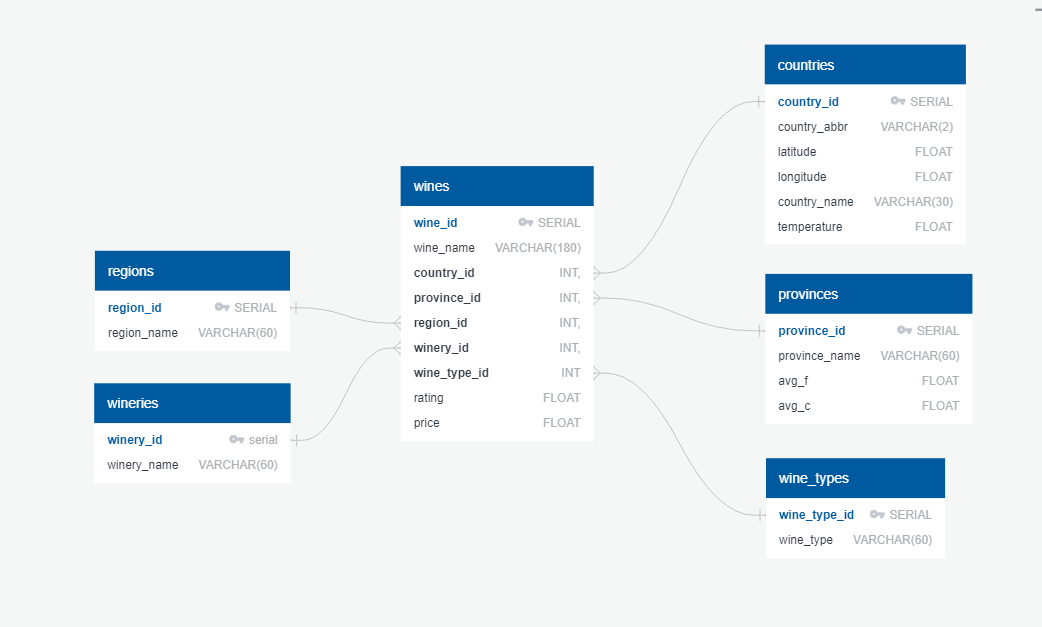 countries
country_id SERIAL
country_abbr VARCHAR(2)
latitude FLOAT
longitude FLOAT
country_name VARCHAR(30)
temperature FLOAT
wines
wine_id SERIAL
wine_name VARCHAR(180)
country_id INT,
province_id INT,
region_id INT,
winery_id INT,
wine_type_id INT
rating FLOAT
price FLOAT
regions
region_id SERIAL
region_name VARCHAR(60)
provinces
province_id SERIAL
province_name VARCHAR(60)
avg_f FLOAT
avg_c FLOAT
wineries
winery_id serial
winery_name VARCHAR(60)
wine_types
wine_type_id SERIAL
wine_type VARCHAR(60)